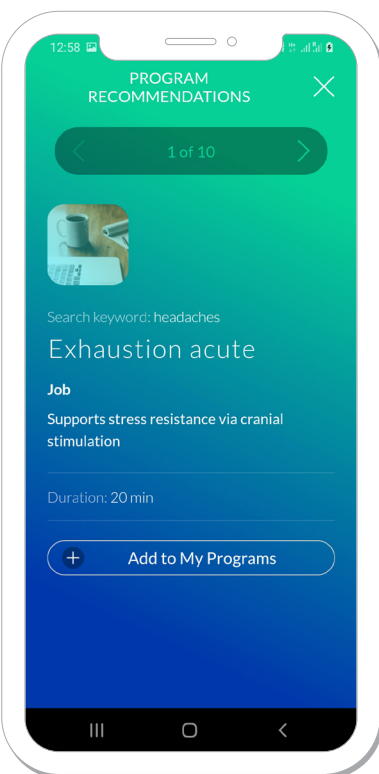 12:58
PROGRAM
RECOMMENDATIONS
1 of 10
Search keyword: headaches
Exhaustion acute
Job
Supports stress resistance via cranial
stimulation
Duration: 20 min
Add to My Programs